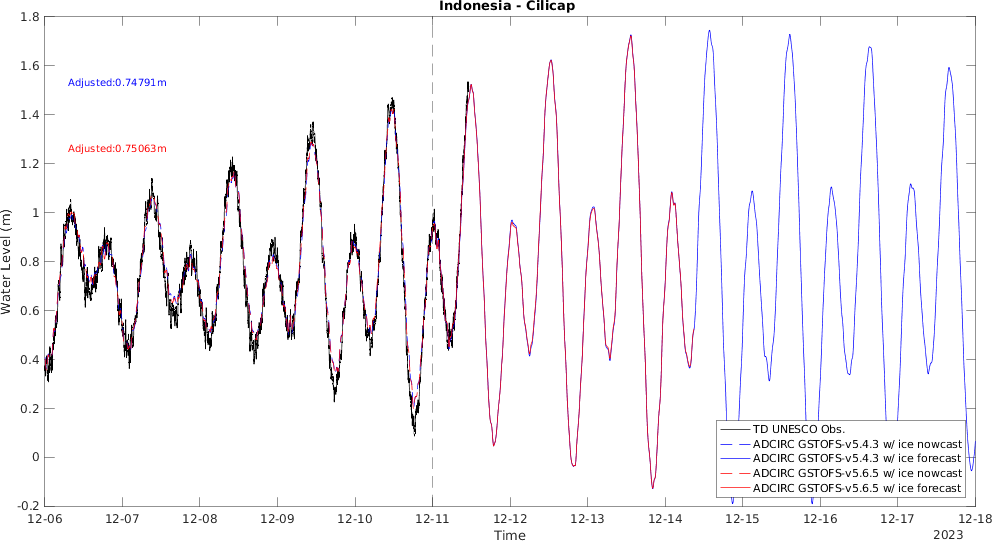 Indonesia - Cilicap
1.8
1.6
1.4
1.2
1
0.8
0.6
0.4
0.2
0
-0.2
Water Level (m)
Adjusted:0.74791m
Adjusted:0.75063m
TD UNESCO Obs.
ADCIRC GSTOFS-v5.4.3 w/ ice nowcast
ADCIRC GSTOFS-v5.4.3 w/ ice forecast
ADCIRC GSTOFS-v5.6.5 w/ ice nowcast
ADCIRC GSTOFS-v5.6.5 w/ ice forecast
12-06 12-07 12-08 12-09 12-10 12-11 12-12 12-13 12-14 12-15 12-16 12-17 12-18
Time
2023